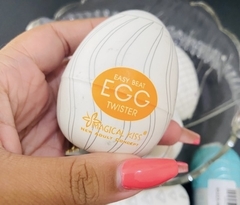 EASY BEAT
EGG
TWISTER
MAGICAL KISS